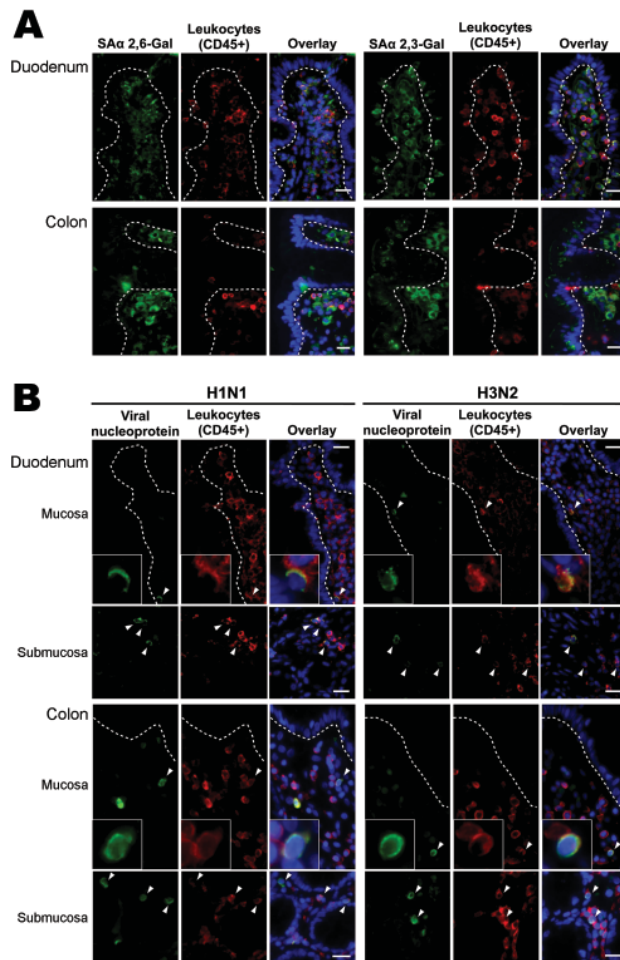 A
SAα 2,6-Gal
Leukocytes
(CD45+)
Overlay
SAα 2,3-Gal
Leukocytes
(CD45+)
Overlay
Duodenum
Colon
B
H1N1
H3N2
Viral
nucleoprotein
Leukocytes
(CD45+)
Overlay
Viral
nucleoprotein
Leukocytes
(CD45+)
Overlay
Duodenum
Mucosa
Submucosa
Colon
Mucosa
Submucosa